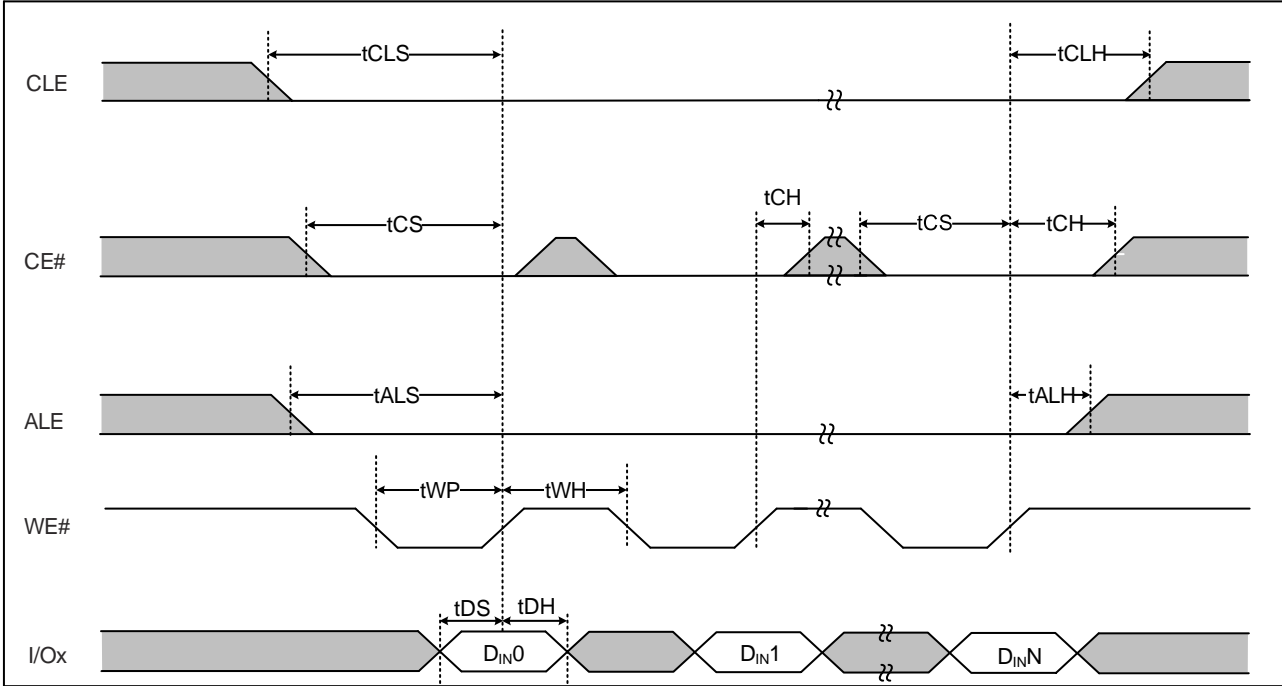 tCLS
tCLH
CLE
tCH
tCS
tCS
tCH
CE#
tALS
tALH
ALE
tWP
tWH
WE#
tDS
tDH
I/Ox
DIN0
DIN1
DINN